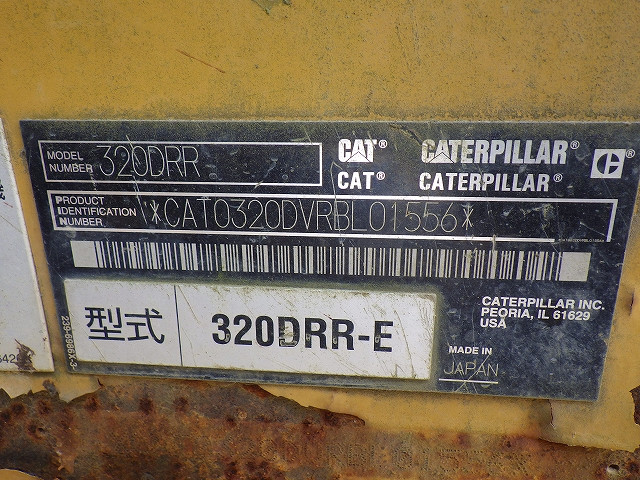 MODEL NUMBER 320DRR
CAT® CATERPILLAR®
CAT® CATERPILLAR®
PRODUCT IDENTIFICATION NUMBER *CAT0320DVRBL01556*
型式 320DRR-E
CATERPILLAR INC.
PEORIA, IL 61629
USA
MADE IN
JAPAN